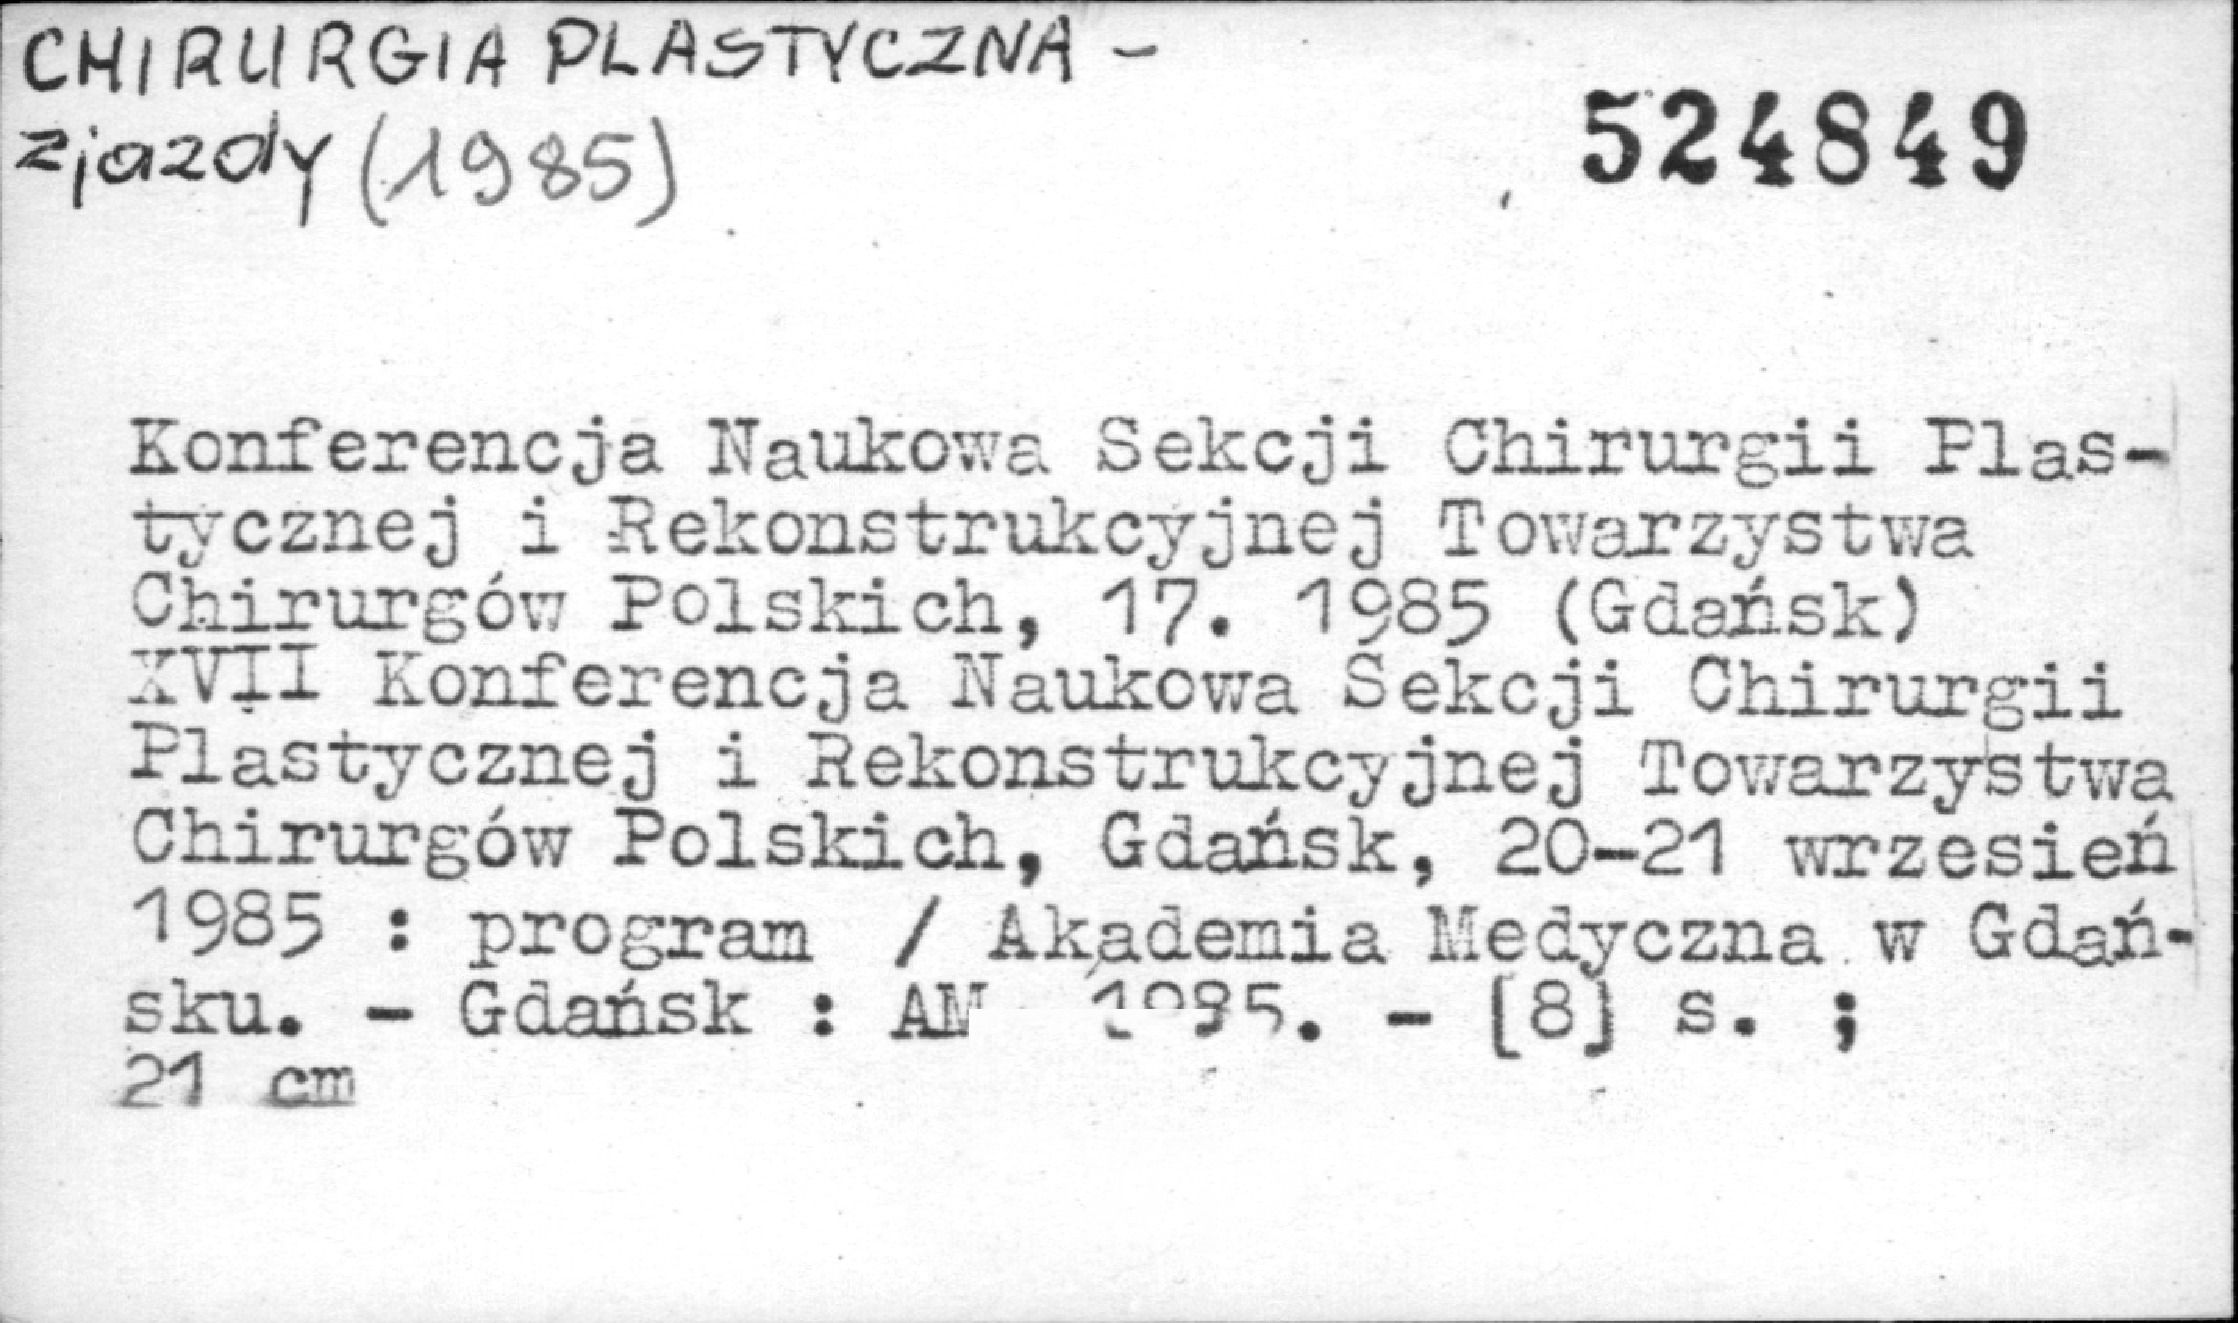 CHIRURGIA PLASTYCZNA -
zjazdy (1985)
524849
Konferencja Naukowa Sekcji Chirurgii Plas-
tycznej i Rekonstrukcyjnej Towarzystwa
Chirurgów Polskich, 17. 1985 (Gdańsk)
XVII Konferencja Naukowa Sekcji Chirurgii
Plastycznej i Rekonstrukcyjnej Towarzystwa
Chirurgów Polskich, Gdańsk, 20-21 wrzesień
1985 : program / Akademia Medyczna w Gdań-
sku. - Gdańsk : AM 1985. - [8] s. ;
21 cm